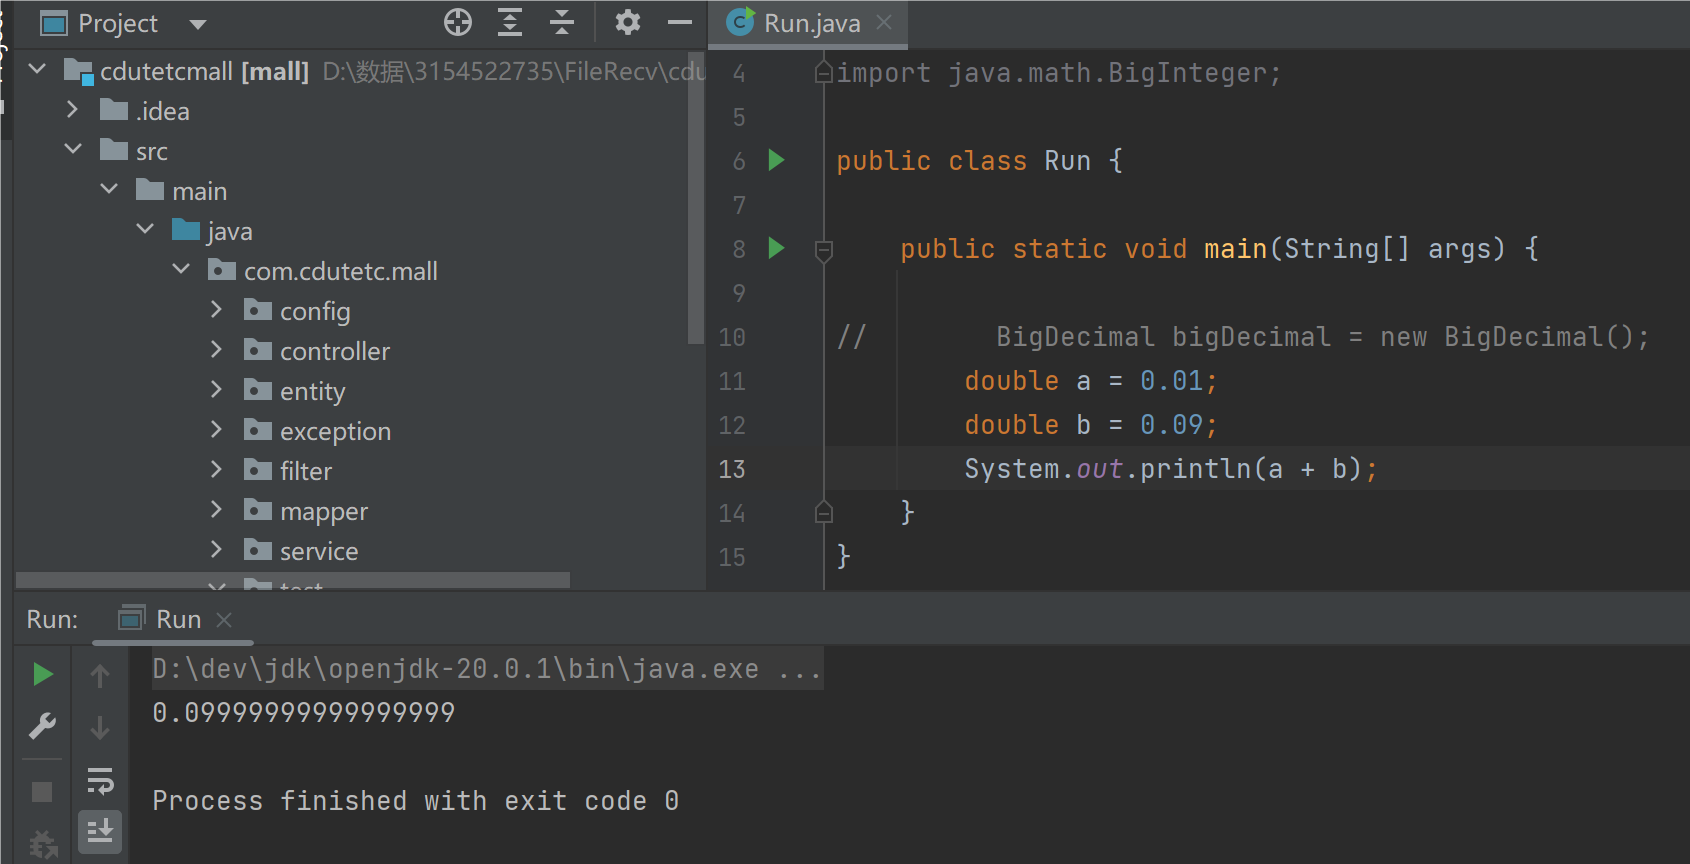 Project
Run.java
cdutetcmall [mall] D:\数据\3154522735\FileRecv\cdu
.idea
src
main
java
com.cdutetc.mall
config
controller
entity
exception
filter
mapper
service
test
4 import java.math.BigInteger;
5
6 public class Run {
7
8 public static void main(String[] args) {
9
10 // BigDecimal bigDecimal = new BigDecimal();
11 double a = 0.01;
12 double b = 0.09;
13 System.out.println(a + b);
14 }
15 }
Run: Run
D:\dev\jdk\openjdk-20.0.1\bin\java.exe ...
0.09999999999999999
Process finished with exit code 0